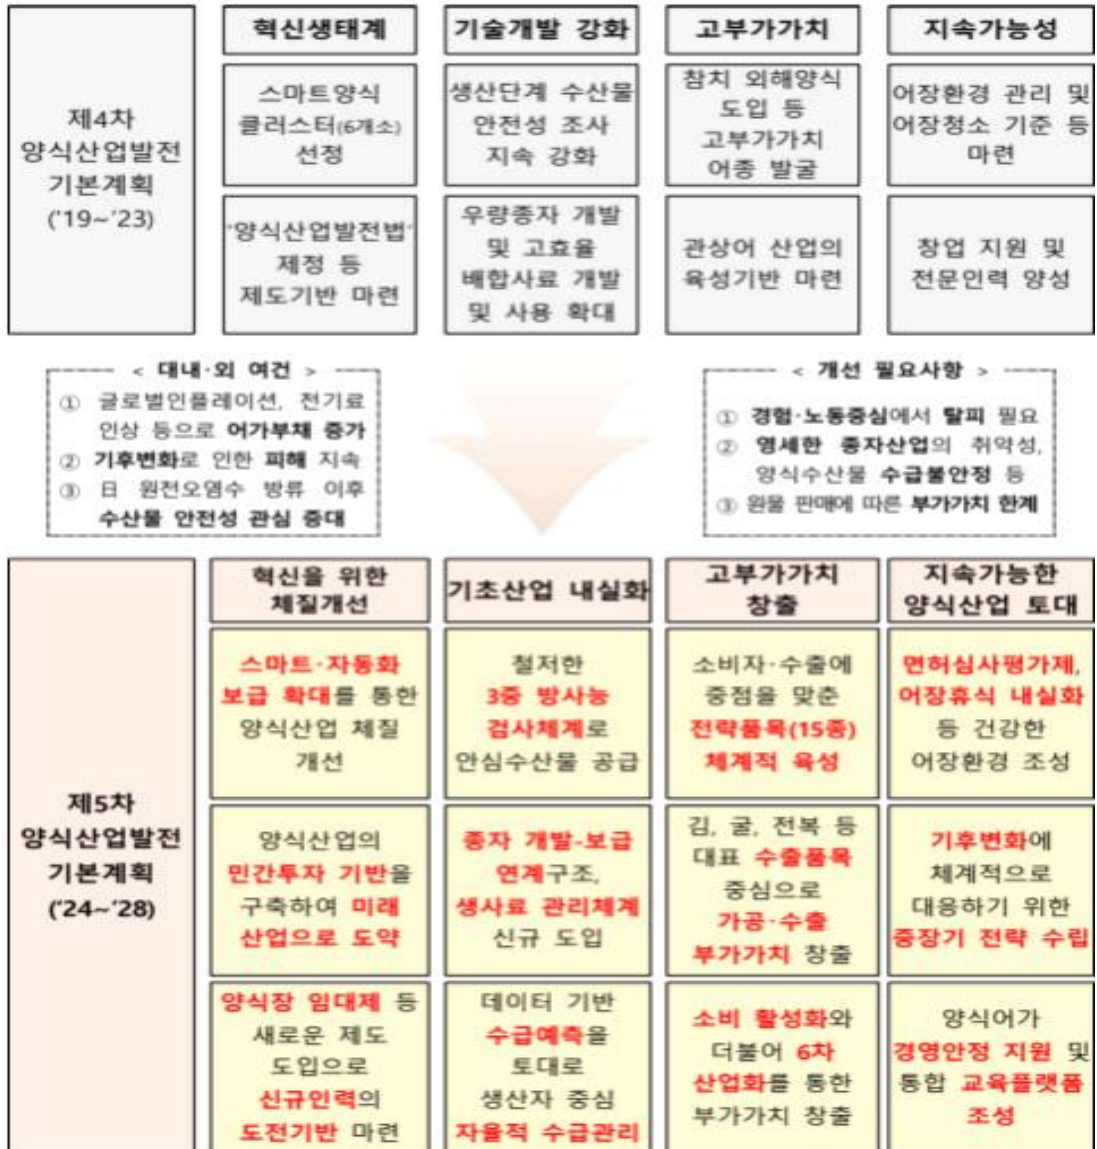 혁신생태계
기술개발 강화
고부가가치
지속가능성
제4차
양식산업발전
기본계획
('19~'23)
스마트양식
클러스터(6개소)
선정
생산단계 수산물
안전성 조사
지속 강화
참치 외해양식
도입 등
고부가가치
어종 발굴
어장환경 관리 및
어장청소 기준 등
마련
'양식산업발전법'
제정 등
제도기반 마련
우량종자 개발
및 고효율
배합사료 개발
및 사용 확대
관상어 산업의
육성기반 마련
창업 지원 및
전문인력 양성
< 대내·외 여건 >
① 글로벌인플레이션, 전기료
인상 등으로 어가부채 증가
② 기후변화로 인한 피해 지속
③ 日 원전오염수 방류 이후
수산물 안전성 관심 증대
< 개선 필요사항 >
① 경험·노동중심에서 탈피 필요
② 영세한 종자산업의 취약성,
양식수산물 수급불안정 등
③ 원물 판매에 따른 부가가치 한계
제5차
양식산업발전
기본계획
('24~'28)
혁신을 위한
체질개선
기초산업 내실화
고부가가치
창출
지속가능한
양식산업 토대
스마트·자동화
보급 확대를 통한
양식산업 체질
개선
철저한
3중 방사능
검사체계로
안심수산물 공급
소비자·수출에
중점을 맞춘
전략품목(15종)
체계적 육성
면허심사평가제,
어장휴식 내실화
등 건강한
어장환경 조성
양식산업의
민간투자 기반을
구축하여 미래
산업으로 도약
종자 개발-보급
연계구조,
생사료 관리체계
신규 도입
김, 굴, 전복 등
대표 수출품목
중심으로
가공·수출
부가가치 창출
기후변화에
체계적으로
대응하기 위한
중장기 전략 수립
양식장 임대제 등
새로운 제도
도입으로
신규인력의
도전기반 마련
데이터 기반
수급예측을
토대로
생산자 중심
자율적 수급관리
소비 활성화와
더불어 6차
산업화를 통한
부가가치 창출
양식어가
경영안정 지원 및
통합 교육플랫폼
조성